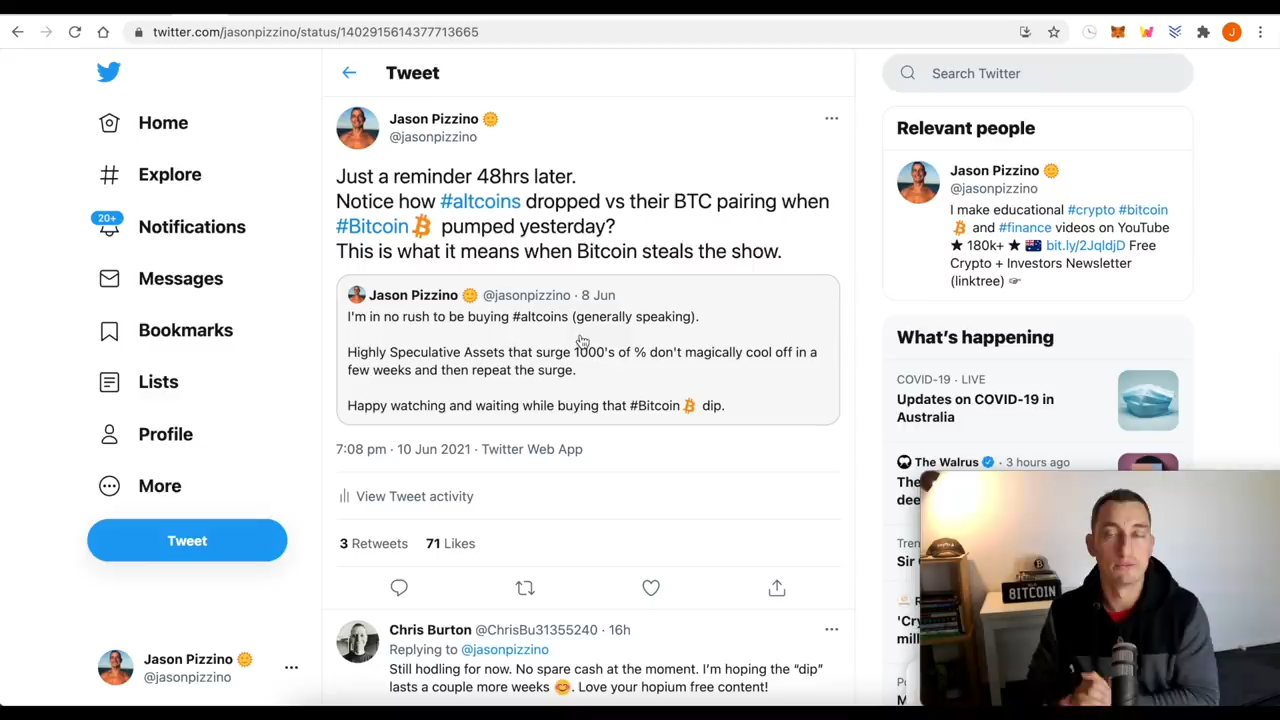 twitter.com/jasonpizzino/status/1402915614377713665
J
Home
Explore
20+
Notifications
Messages
Bookmarks
Lists
Profile
More
Tweet
Jason Pizzino
@jasonpizzino
Tweet
Jason Pizzino
@jasonpizzino
Just a reminder 48hrs later.
Notice how #altcoins dropped vs their BTC pairing when
#Bitcoin pumped yesterday?
This is what it means when Bitcoin steals the show.
Jason Pizzino @jasonpizzino · 8 Jun
I'm in no rush to be buying #altcoins (generally speaking).
Highly Speculative Assets that surge 1000's of % don't magically cool off in a
few weeks and then repeat the surge.
Happy watching and waiting while buying that #Bitcoin dip.
7:08 pm · 10 Jun 2021 · Twitter Web App
View Tweet activity
3 Retweets 71 Likes
Chris Burton @ChrisBu31355240 · 16h
Replying to @jasonpizzino
Still hodling for now. No spare cash at the moment. I'm hoping the “dip”
lasts a couple more weeks 😊. Love your hopium free content!
Search Twitter
Relevant people
Jason Pizzino
@jasonpizzino
I make educational #crypto #bitcoin
and #finance videos on YouTube
★ 180k+ ★ 🇦🇺 bit.ly/2JqldjD Free
Crypto + Investors Newsletter
(linktree) ☞
What's happening
COVID-19 · LIVE
Updates on COVID-19 in
Australia
The Walrus · 3 hours ago
The
Sir
'Cry
BITCOIN